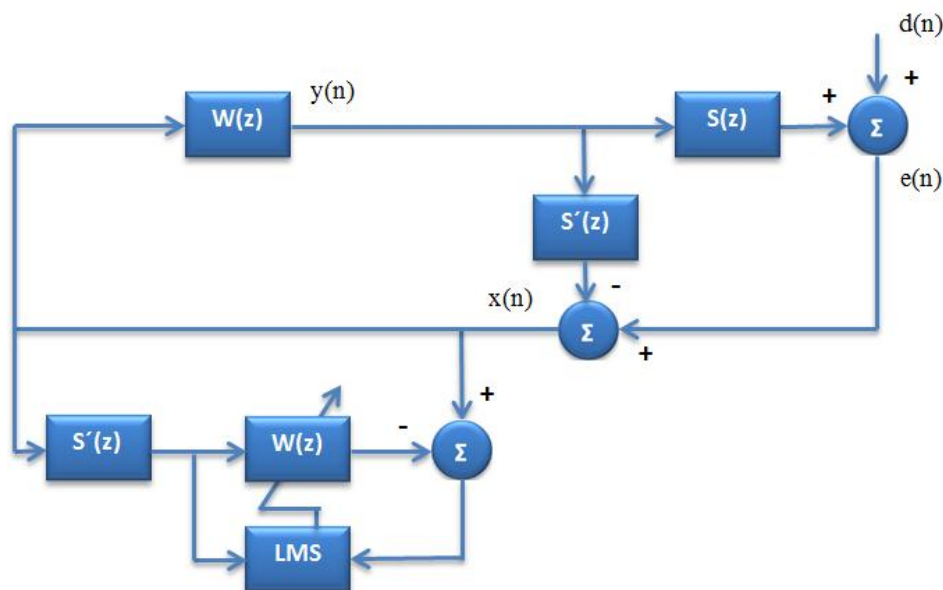 d(n)
y(n)
+
+
W(z)
S(z)
Σ
e(n)
S´(z)
-
x(n)
Σ
+
+
S´(z)
W(z)
-
Σ
LMS